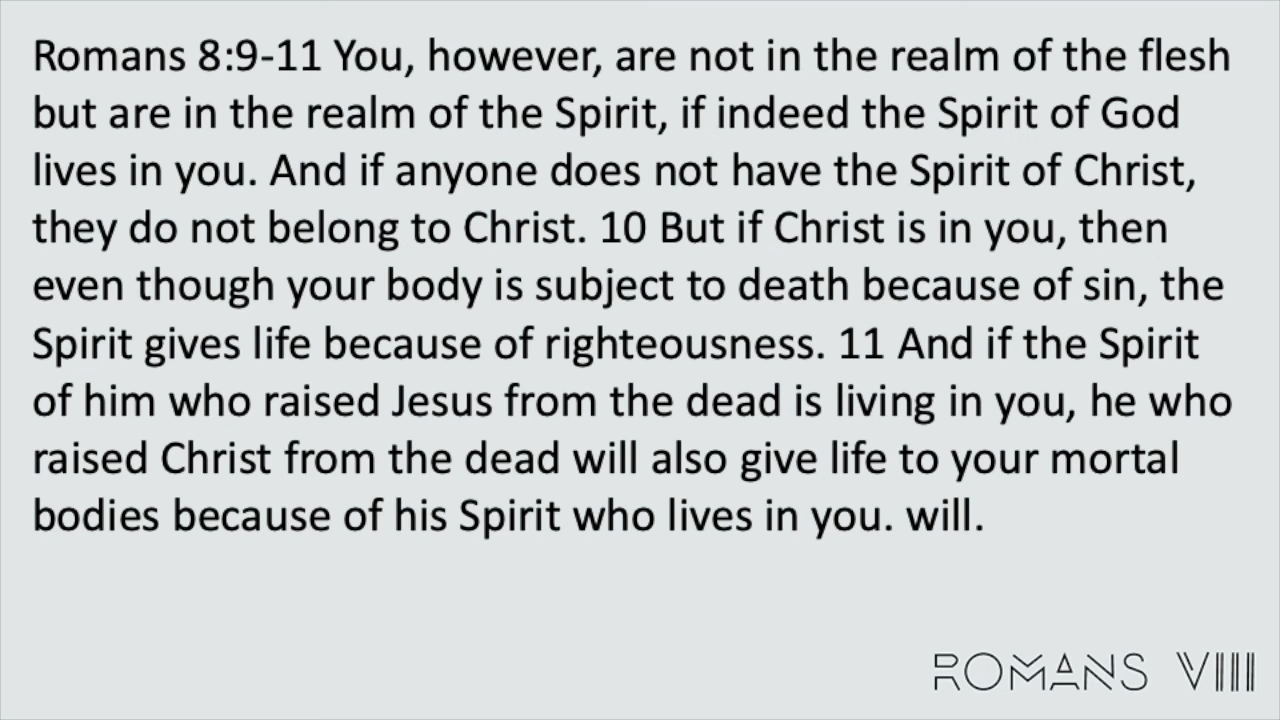 Romans 8:9-11 You, however, are not in the realm of the flesh
but are in the realm of the Spirit, if indeed the Spirit of God
lives in you. And if anyone does not have the Spirit of Christ,
they do not belong to Christ. 10 But if Christ is in you, then
even though your body is subject to death because of sin, the
Spirit gives life because of righteousness. 11 And if the Spirit
of him who raised Jesus from the dead is living in you, he who
raised Christ from the dead will also give life to your mortal
bodies because of his Spirit who lives in you. will.
ROMANS VIII